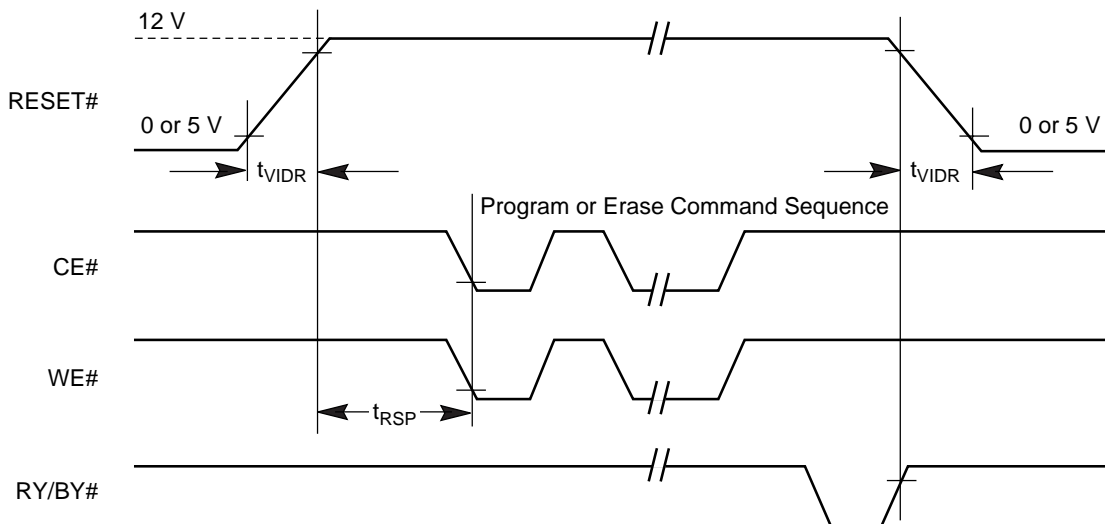 12 V
RESET#
0 or 5 V
0 or 5 V
tVIDR
tVIDR
Program or Erase Command Sequence
CE#
WE#
tRSP
RY/BY#